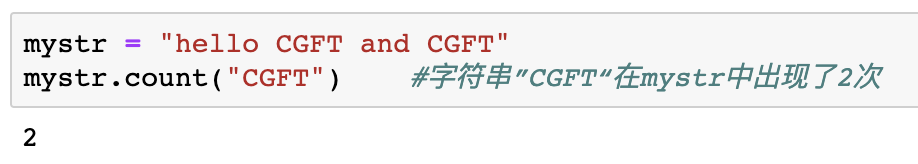 mystr = "hello CGFT and CGFT"
mystr.count("CGFT")    #字符串”CGFT“在mystr中出现了2次
2